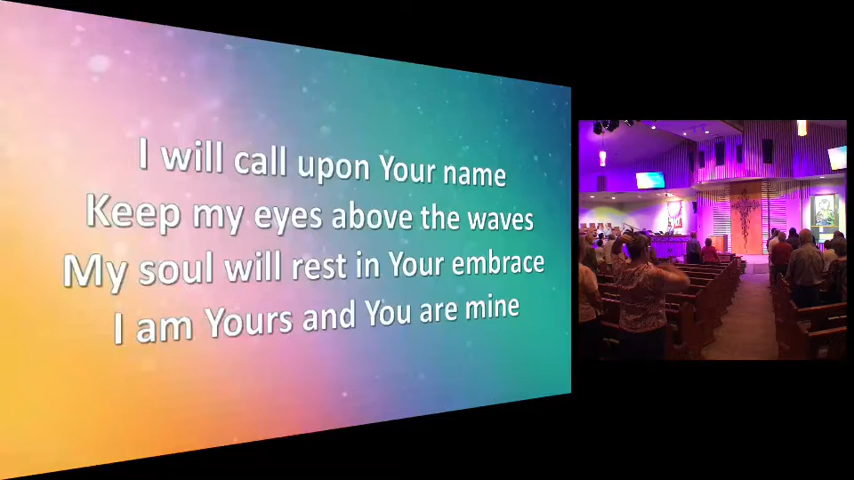 I will call upon Your name
Keep my eyes above the waves
My soul will rest in Your embrace
I am Yours and You are mine